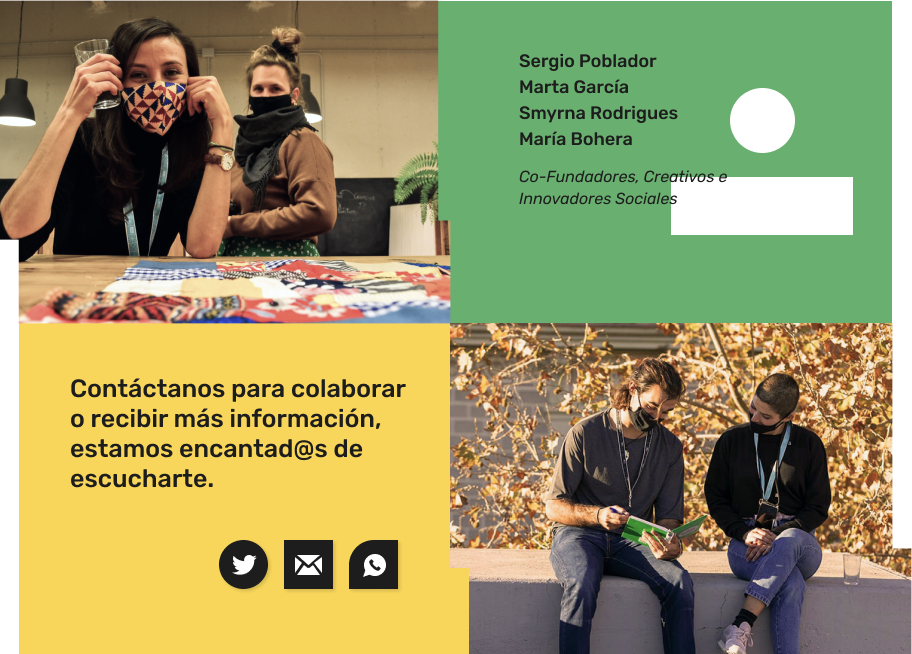 Sergio Poblador
Marta García
Smyrna Rodrigues
María Bohera
Co-Fundadores, Creativos e
Innovadores Sociales
Contáctanos para colaborar
o recibir más información,
estamos encantad@s de
escucharte.